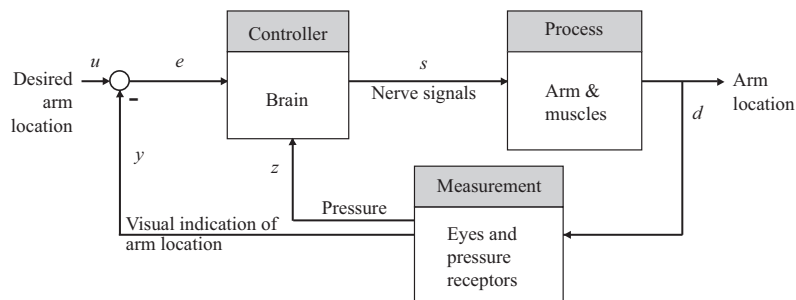 Controller
Process
u
e
s
Desired
arm
location
Brain
Nerve signals
Arm &
muscles
Arm
location
d
-
y
z
Measurement
Pressure
Visual indication of
arm location
Eyes and
pressure
receptors